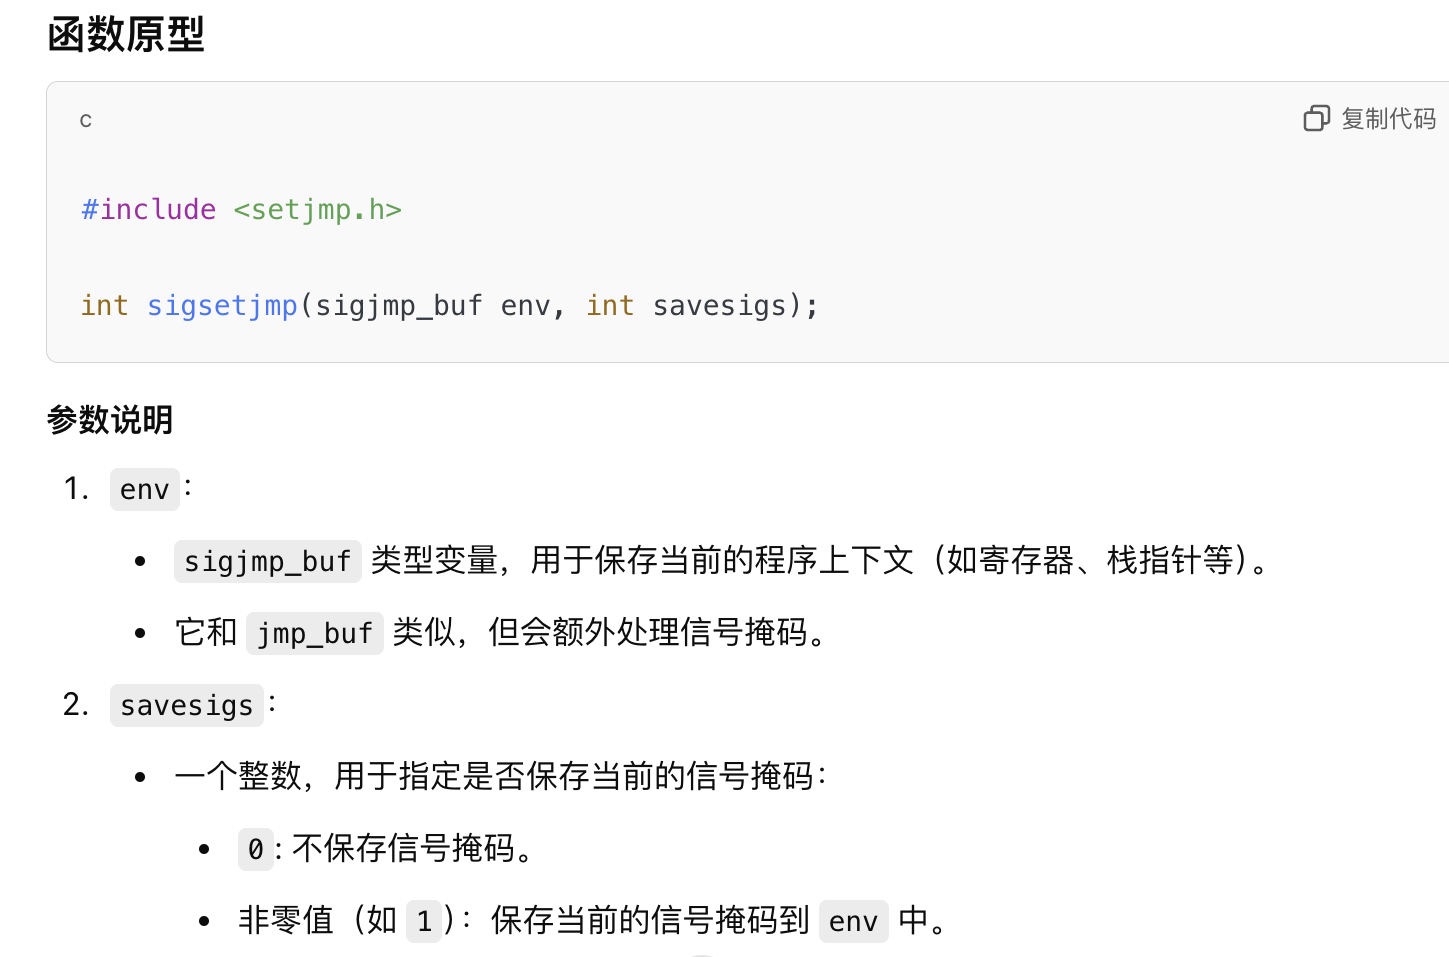 函数原型
c
复制代码
#include <setjmp.h>
int sigsetjmp(sigjmp_buf env, int savesigs);
参数说明
1. env：
• sigjmp_buf 类型变量，用于保存当前的程序上下文（如寄存器、栈指针等）。
• 它和 jmp_buf 类似，但会额外处理信号掩码。
2. savesigs：
• 一个整数，用于指定是否保存当前的信号掩码：
• 0: 不保存信号掩码。
• 非零值（如 1）：保存当前的信号掩码到 env 中。